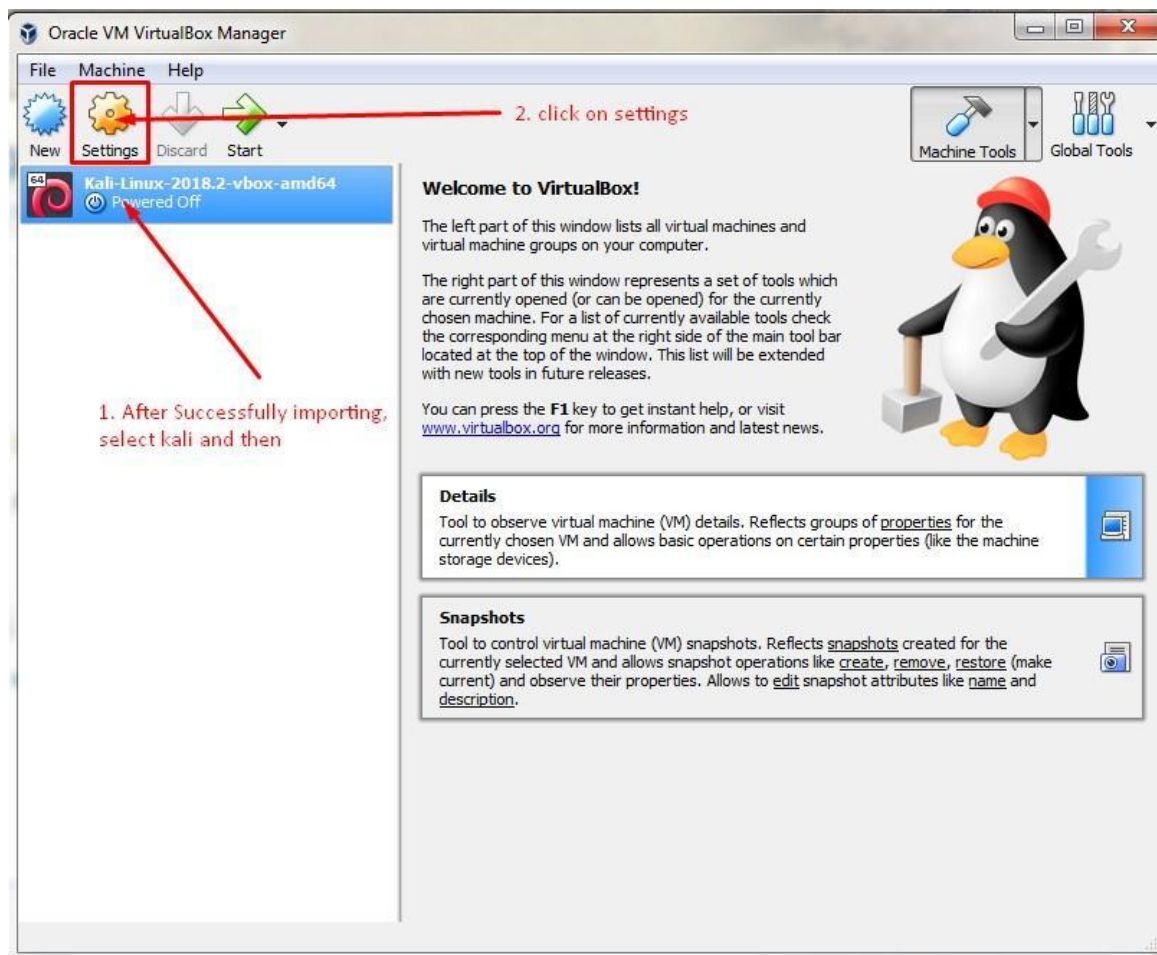 Oracle VM VirtualBox Manager
File Machine Help
2. click on settings
New Settings Discard Start
Machine Tools Global Tools
64
Kali-Linux-2018.2-vbox-amd64
Powered Off
1. After Successfully importing,
select kali and then
Welcome to VirtualBox!
The left part of this window lists all virtual machines and
virtual machine groups on your computer.
The right part of this window represents a set of tools which
are currently opened (or can be opened) for the currently
chosen machine. For a list of currently available tools check
the corresponding menu at the right side of the main tool bar
located at the top of the window. This list will be extended
with new tools in future releases.
You can press the F1 key to get instant help, or visit
www.virtualbox.org for more information and latest news.
Details
Tool to observe virtual machine (VM) details. Reflects groups of properties for the
currently chosen VM and allows basic operations on certain properties (like the machine
storage devices).
Snapshots
Tool to control virtual machine (VM) snapshots. Reflects snapshots created for the
currently selected VM and allows snapshot operations like create, remove, restore (make
current) and observe their properties. Allows to edit snapshot attributes like name and
description.